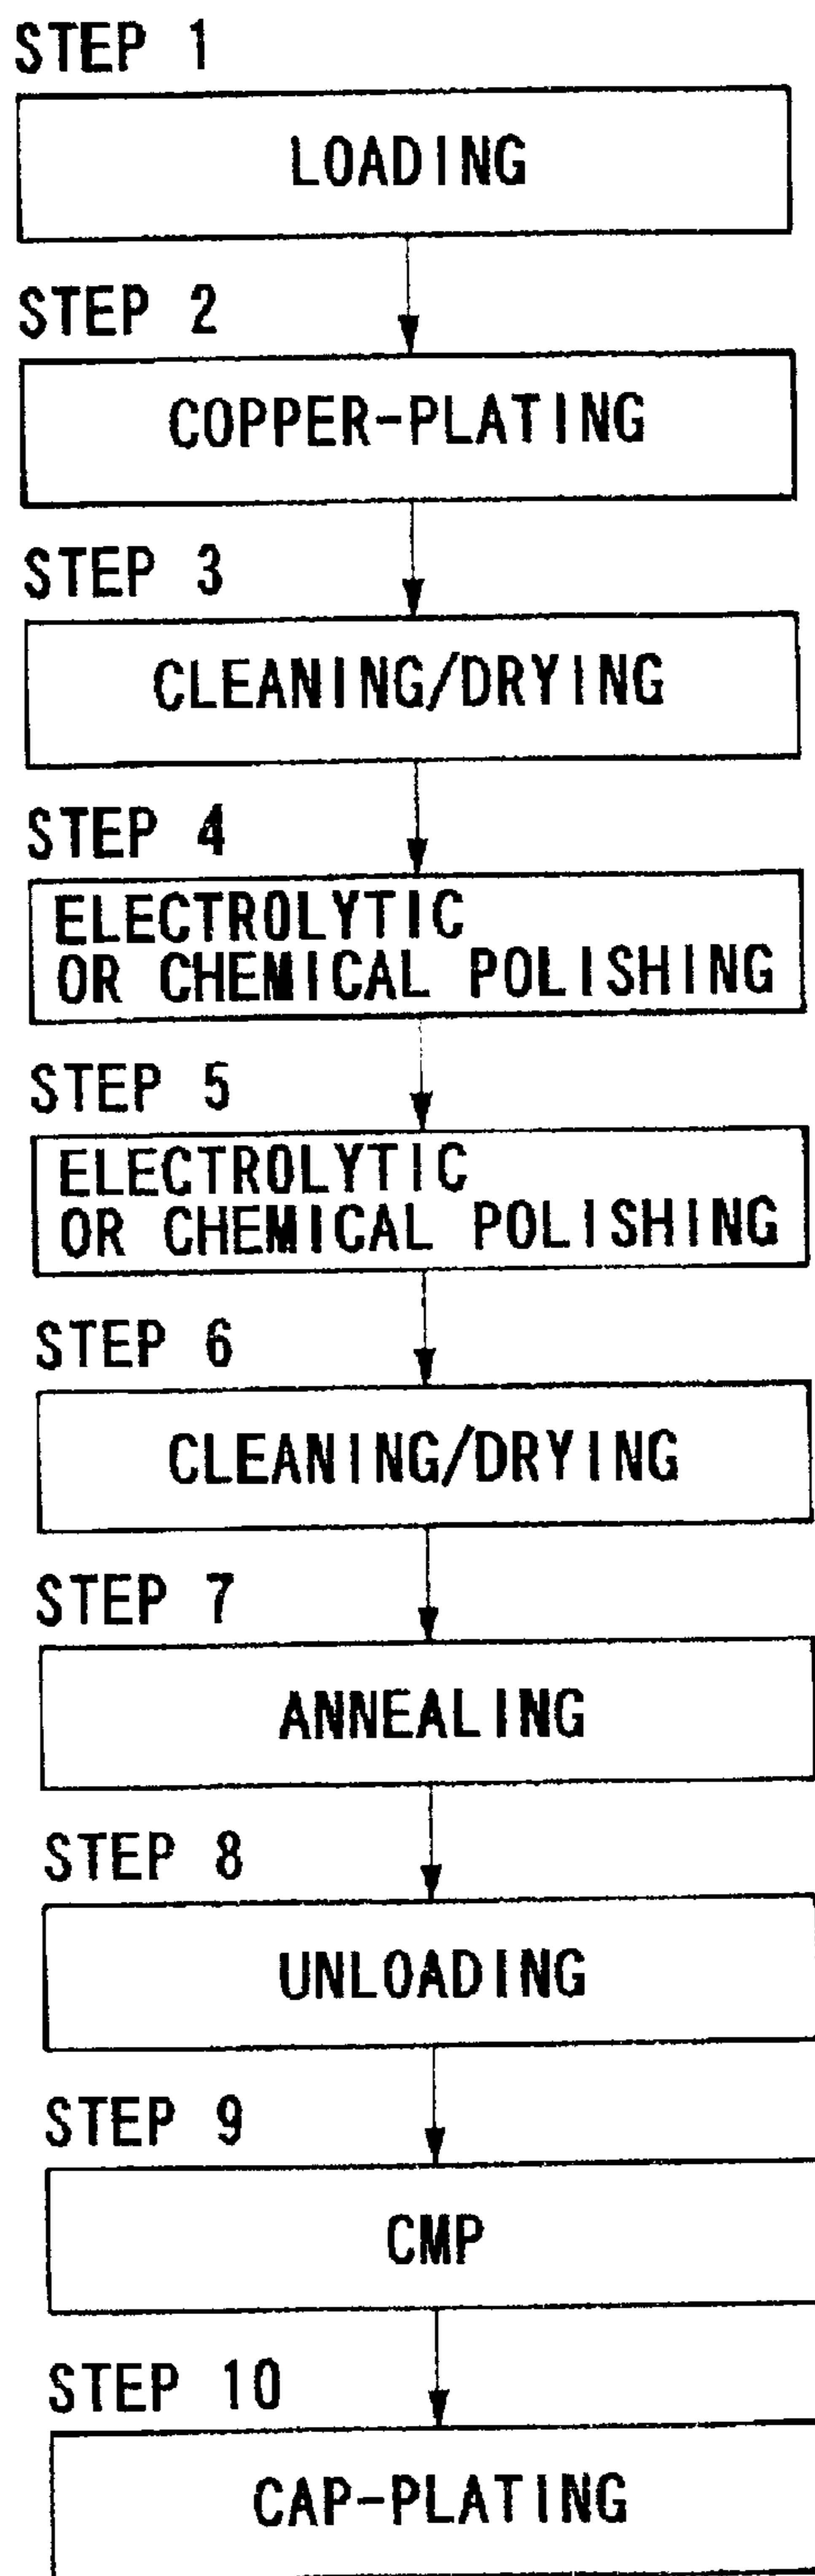 STEP 1
LOADING
STEP 2
COPPER-PLATING
STEP 3
CLEANING/DRYING
STEP 4
ELECTROLYTIC
OR CHEMICAL POLISHING
STEP 5
ELECTROLYTIC
OR CHEMICAL POLISHING
STEP 6
CLEANING/DRYING
STEP 7
ANNEALING
STEP 8
UNLOADING
STEP 9
CMP
STEP 10
CAP-PLATING